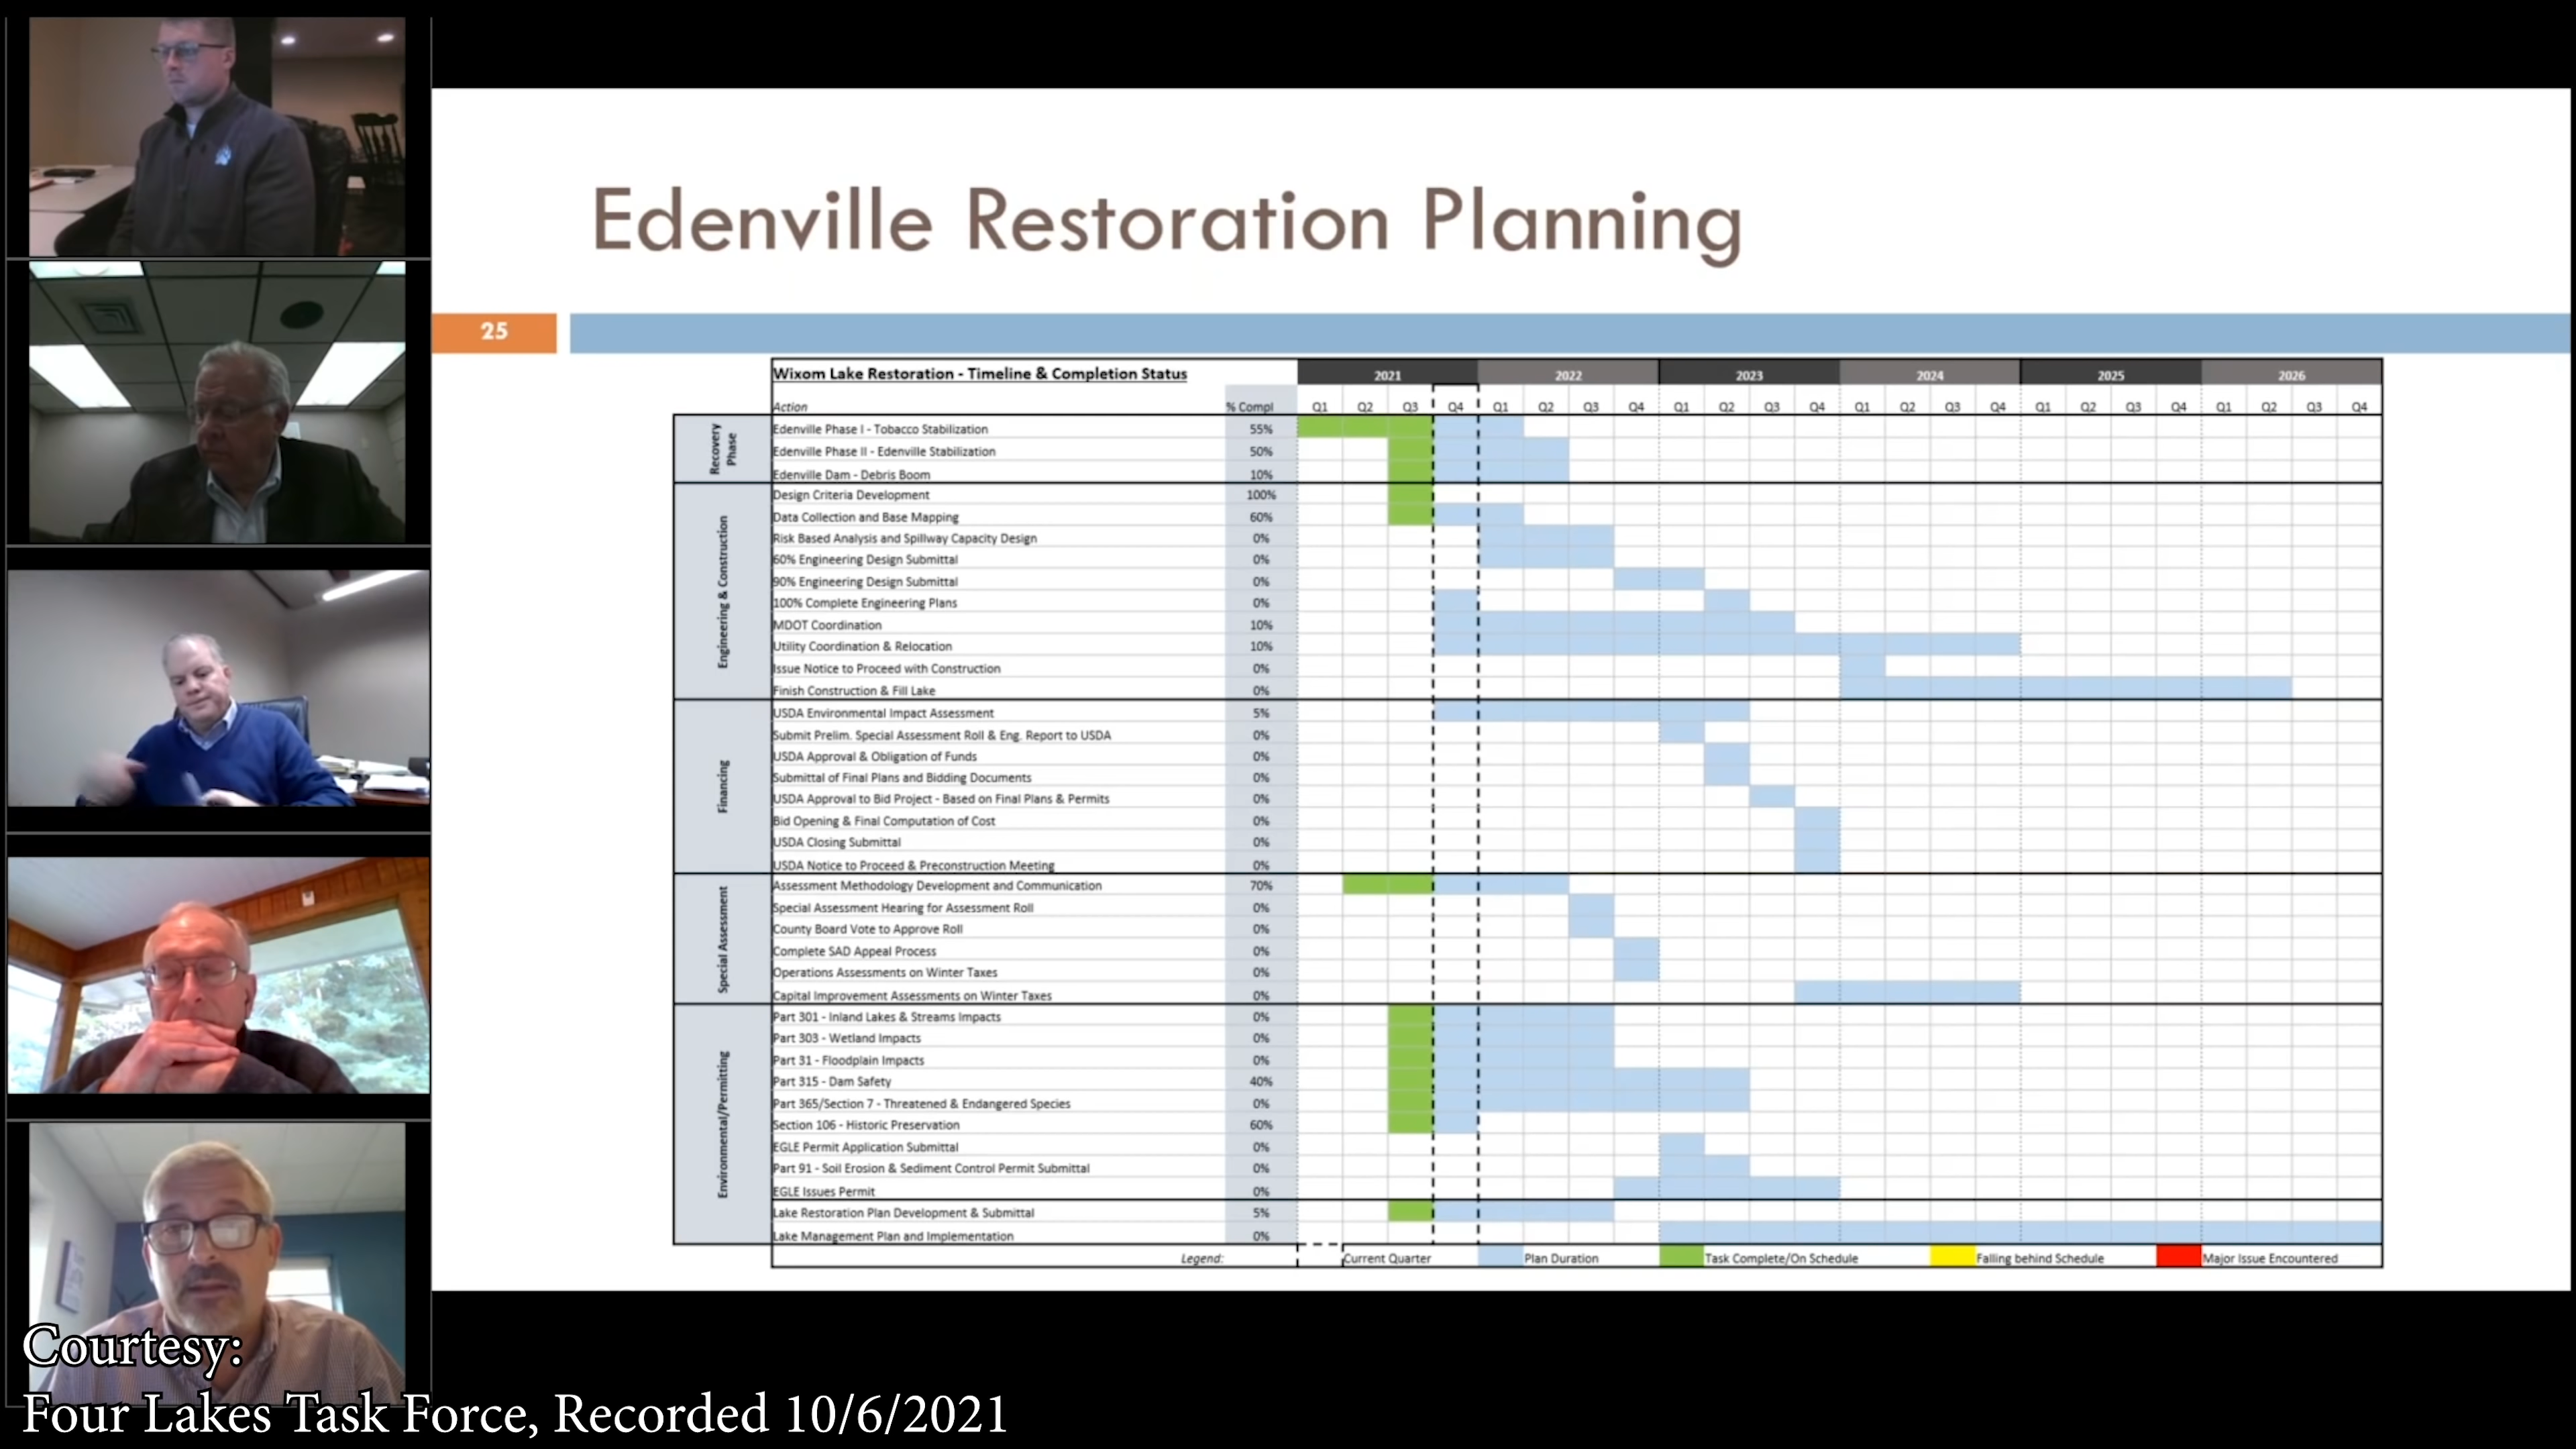 Edenville Restoration Planning
25
Wixom Lake Restoration - Timeline & Completion Status
2021 2022 2023 2024 2025 2026
Action % Compl Q1 Q2 Q3 Q4 Q1 Q2 Q3 Q4 Q1 Q2 Q3 Q4 Q1 Q2 Q3 Q4 Q1 Q2 Q3 Q4 Q1 Q2 Q3 Q4
Recovery Phase
Edenville Phase I - Tobacco Stabilization 55%
Edenville Phase II - Edenville Stabilization 50%
Edenville Dam - Debris Boom 10%
Engineering & Construction
Design Criteria Development 100%
Data Collection and Base Mapping 60%
Risk Based Analysis and Spillway Capacity Design 0%
60% Engineering Design Submittal 0%
90% Engineering Design Submittal 0%
100% Complete Engineering Plans 0%
MDOT Coordination 10%
Utility Coordination & Relocation 10%
Issue Notice to Proceed with Construction 0%
Finish Construction & Fill Lake 0%
Financing
USDA Environmental Impact Assessment 5%
Submit Prelim. Special Assessment Roll & Eng. Report to USDA 0%
USDA Approval & Obligation of Funds 0%
Submittal of Final Plans and Bidding Documents 0%
USDA Approval to Bid Project - Based on Final Plans & Permits 0%
Bid Opening & Final Computation of Cost 0%
USDA Closing Submittal 0%
USDA Notice to Proceed & Preconstruction Meeting 0%
Special Assessment
Assessment Methodology Development and Communication 70%
Special Assessment Hearing for Assessment Roll 0%
County Board Vote to Approve Roll 0%
Complete SAD Appeal Process 0%
Operations Assessments on Winter Taxes 0%
Capital Improvement Assessments on Winter Taxes 0%
Environmental/Permitting
Part 301 - Inland Lakes & Streams Impacts 0%
Part 303 - Wetland Impacts 0%
Part 31 - Floodplain Impacts 0%
Part 315 - Dam Safety 40%
Part 365/Section 7 - Threatened & Endangered Species 0%
Section 106 - Historic Preservation 60%
EGLE Permit Application Submittal 0%
Part 91 - Soil Erosion & Sediment Control Permit Submittal 0%
EGLE Issues Permit 0%
Lake Restoration Plan Development & Submittal 5%
Lake Management Plan and Implementation 0%
Legend: Current Quarter Plan Duration Task Complete/On Schedule Falling behind Schedule Major Issue Encountered
Courtesy:
Four Lakes Task Force, Recorded 10/6/2021